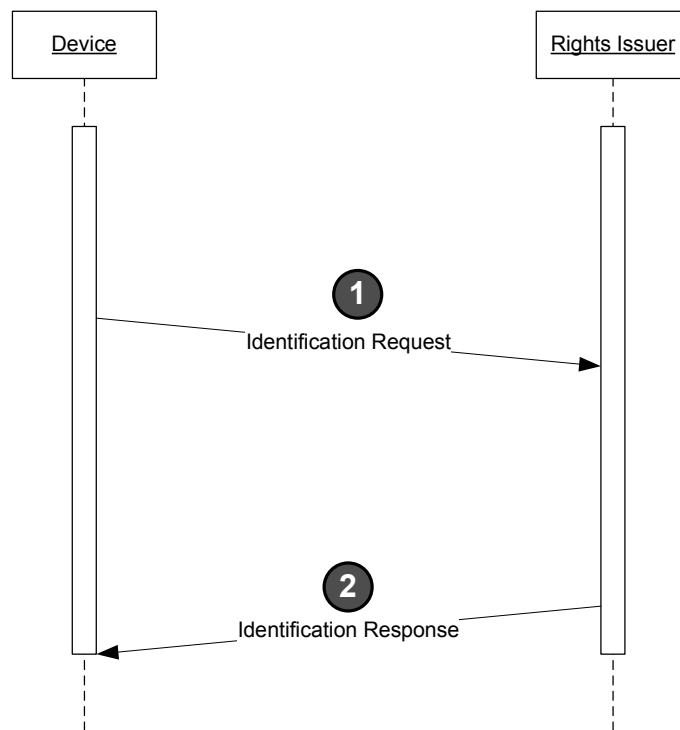 Device
Rights Issuer
1
Identification Request
2
Identification Response